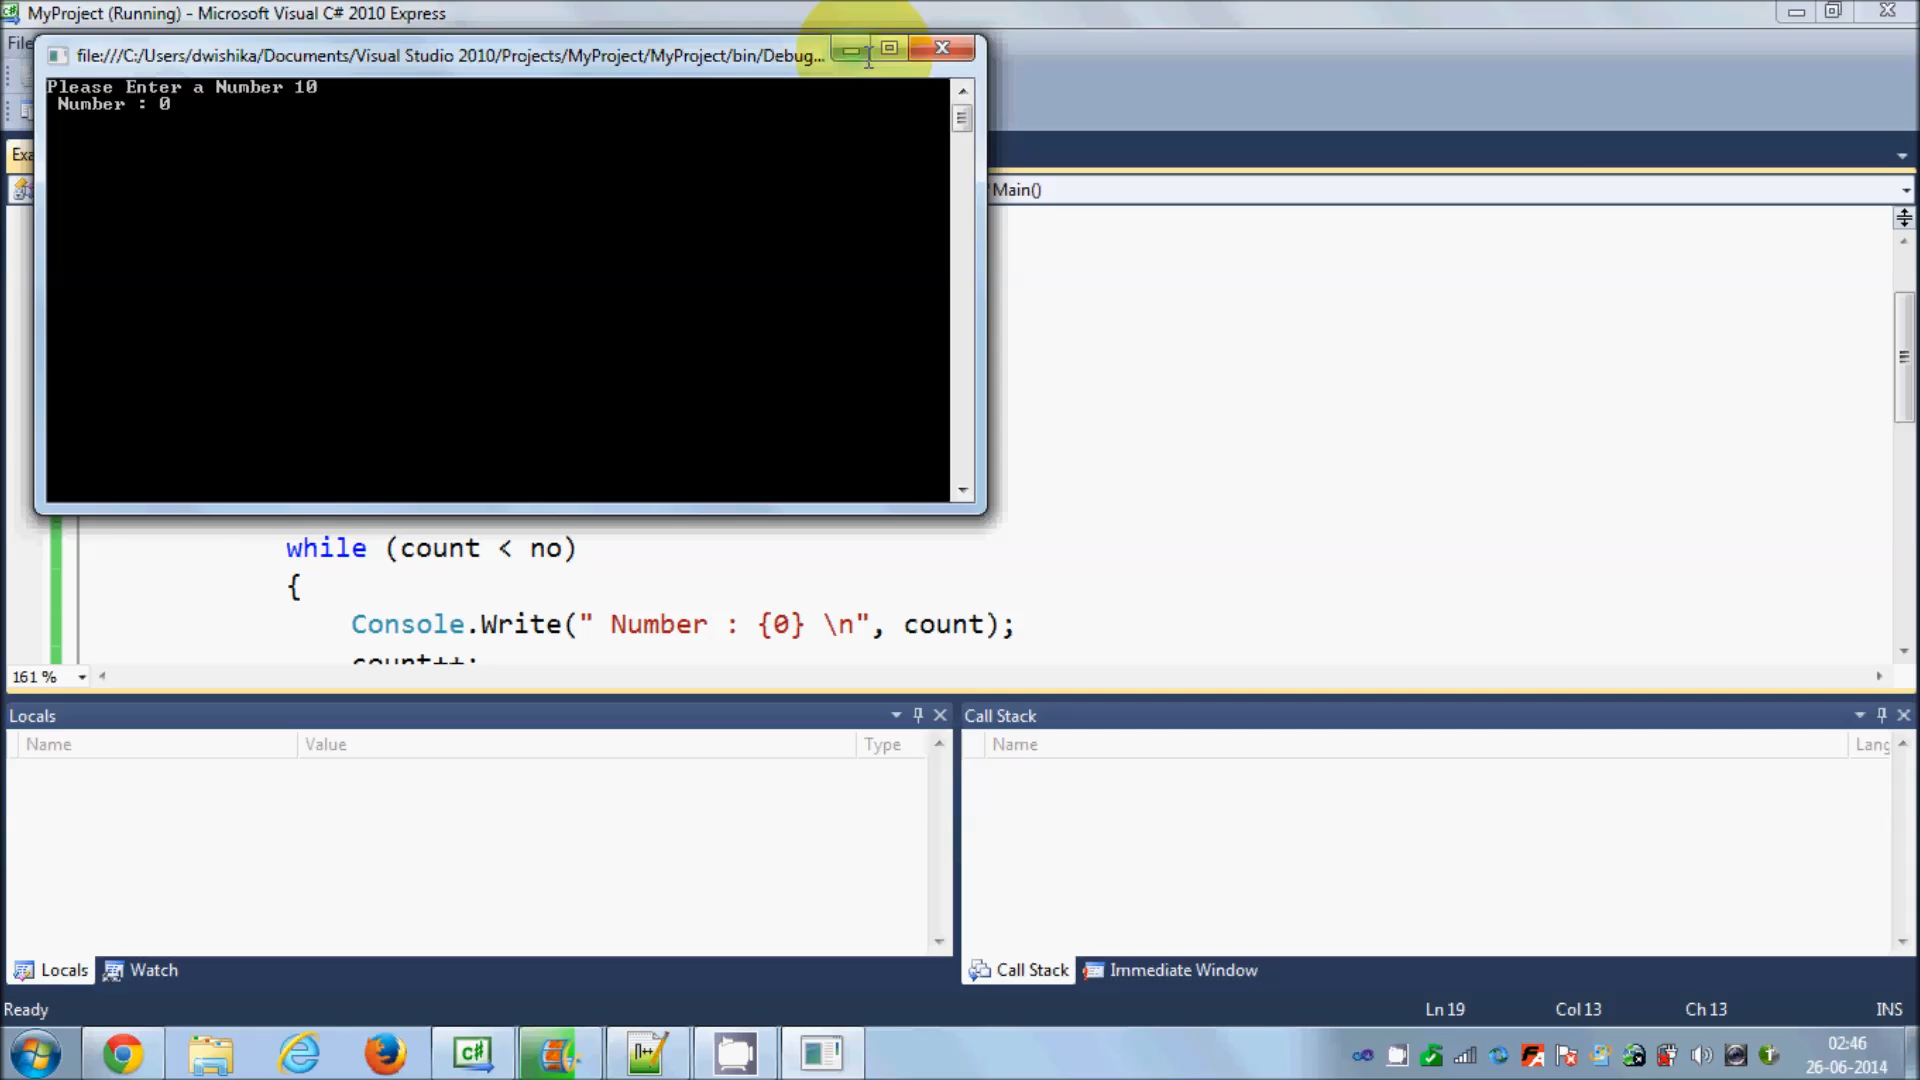 MyProject (Running) - Microsoft Visual C# 2010 Express
File
file:///C:/Users/dwishika/Documents/Visual Studio 2010/Projects/MyProject/MyProject/bin/Debug...
Please Enter a Number 10
Number : 0
Exa
Main()
while (count < no)
{
Console.Write(" Number : {0} \n", count);
count++;
161 %
Locals
Call Stack
Name Value Type
Name Lang
Locals Watch
Call Stack Immediate Window
Ready Ln 19 Col 13 Ch 13 INS
02:46
26-06-2014